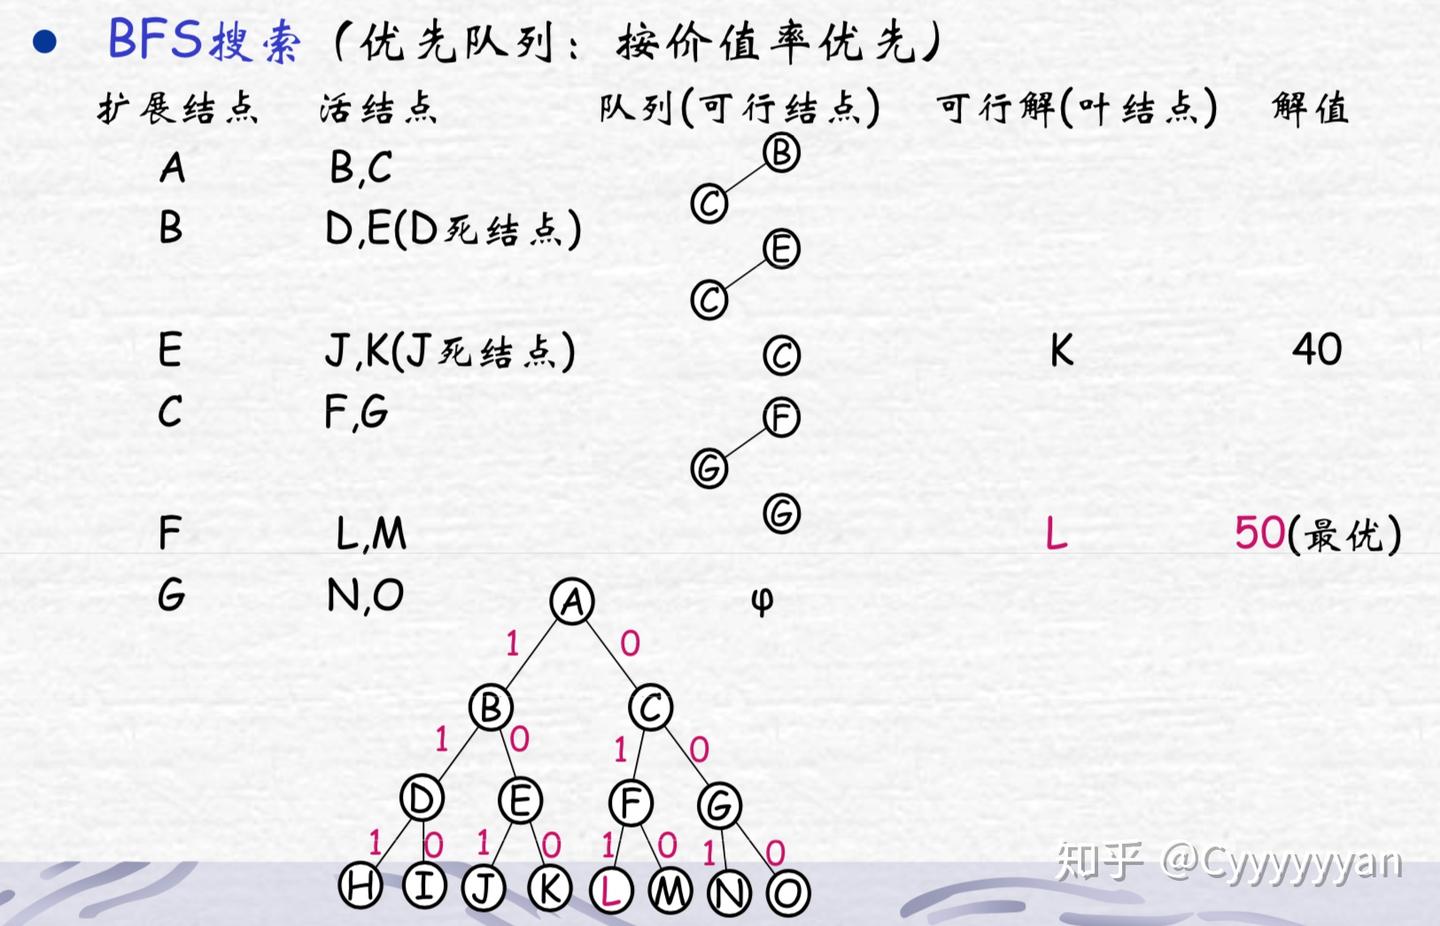 ● BFS搜索（优先队列：按价值率优先）
扩展结点 活结点 队列(可行结点) 可行解(叶结点) 解值
B
A B,C
C
B D,E(D死结点)
E
C
E J,K(J死结点) C K 40
C F,G F
G
G
F L,M L 50(最优)
G N,O A φ
1 0
B C
1 0 1 0
D E F G
1 0 1 0 1 0 1 0
知乎 @Cyyyyyyyan
H I J K L M N O